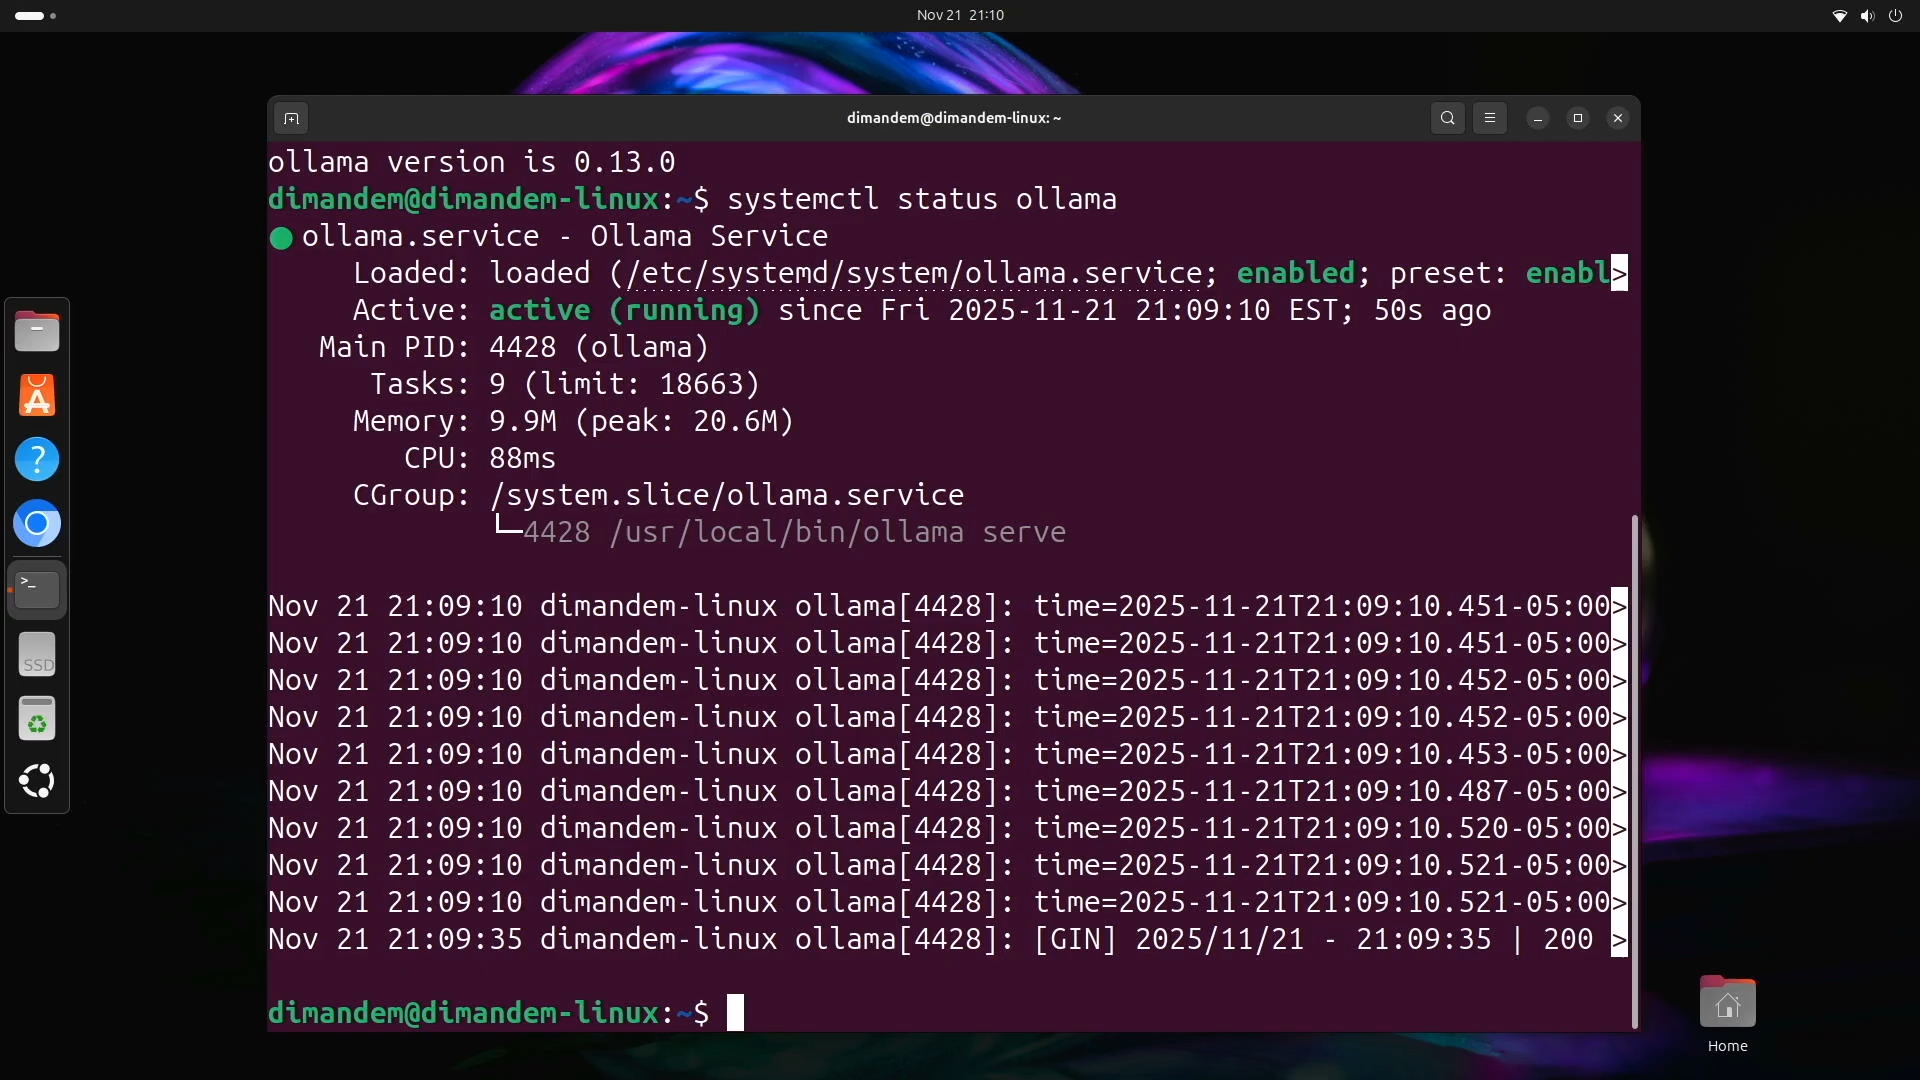 Nov 21 21:10
dimandem@dimandem-linux: ~
ollama version is 0.13.0
dimandem@dimandem-linux:~$ systemctl status ollama
● ollama.service - Ollama Service
Loaded: loaded (/etc/systemd/system/ollama.service; enabled; preset: enabl>
Active: active (running) since Fri 2025-11-21 21:09:10 EST; 50s ago
Main PID: 4428 (ollama)
Tasks: 9 (limit: 18663)
Memory: 9.9M (peak: 20.6M)
CPU: 88ms
CGroup: /system.slice/ollama.service
└─4428 /usr/local/bin/ollama serve
Nov 21 21:09:10 dimandem-linux ollama[4428]: time=2025-11-21T21:09:10.451-05:00>
Nov 21 21:09:10 dimandem-linux ollama[4428]: time=2025-11-21T21:09:10.451-05:00>
Nov 21 21:09:10 dimandem-linux ollama[4428]: time=2025-11-21T21:09:10.452-05:00>
Nov 21 21:09:10 dimandem-linux ollama[4428]: time=2025-11-21T21:09:10.452-05:00>
Nov 21 21:09:10 dimandem-linux ollama[4428]: time=2025-11-21T21:09:10.453-05:00>
Nov 21 21:09:10 dimandem-linux ollama[4428]: time=2025-11-21T21:09:10.487-05:00>
Nov 21 21:09:10 dimandem-linux ollama[4428]: time=2025-11-21T21:09:10.520-05:00>
Nov 21 21:09:10 dimandem-linux ollama[4428]: time=2025-11-21T21:09:10.521-05:00>
Nov 21 21:09:10 dimandem-linux ollama[4428]: time=2025-11-21T21:09:10.521-05:00>
Nov 21 21:09:35 dimandem-linux ollama[4428]: [GIN] 2025/11/21 - 21:09:35 | 200 >
dimandem@dimandem-linux:~$
SSD
Home